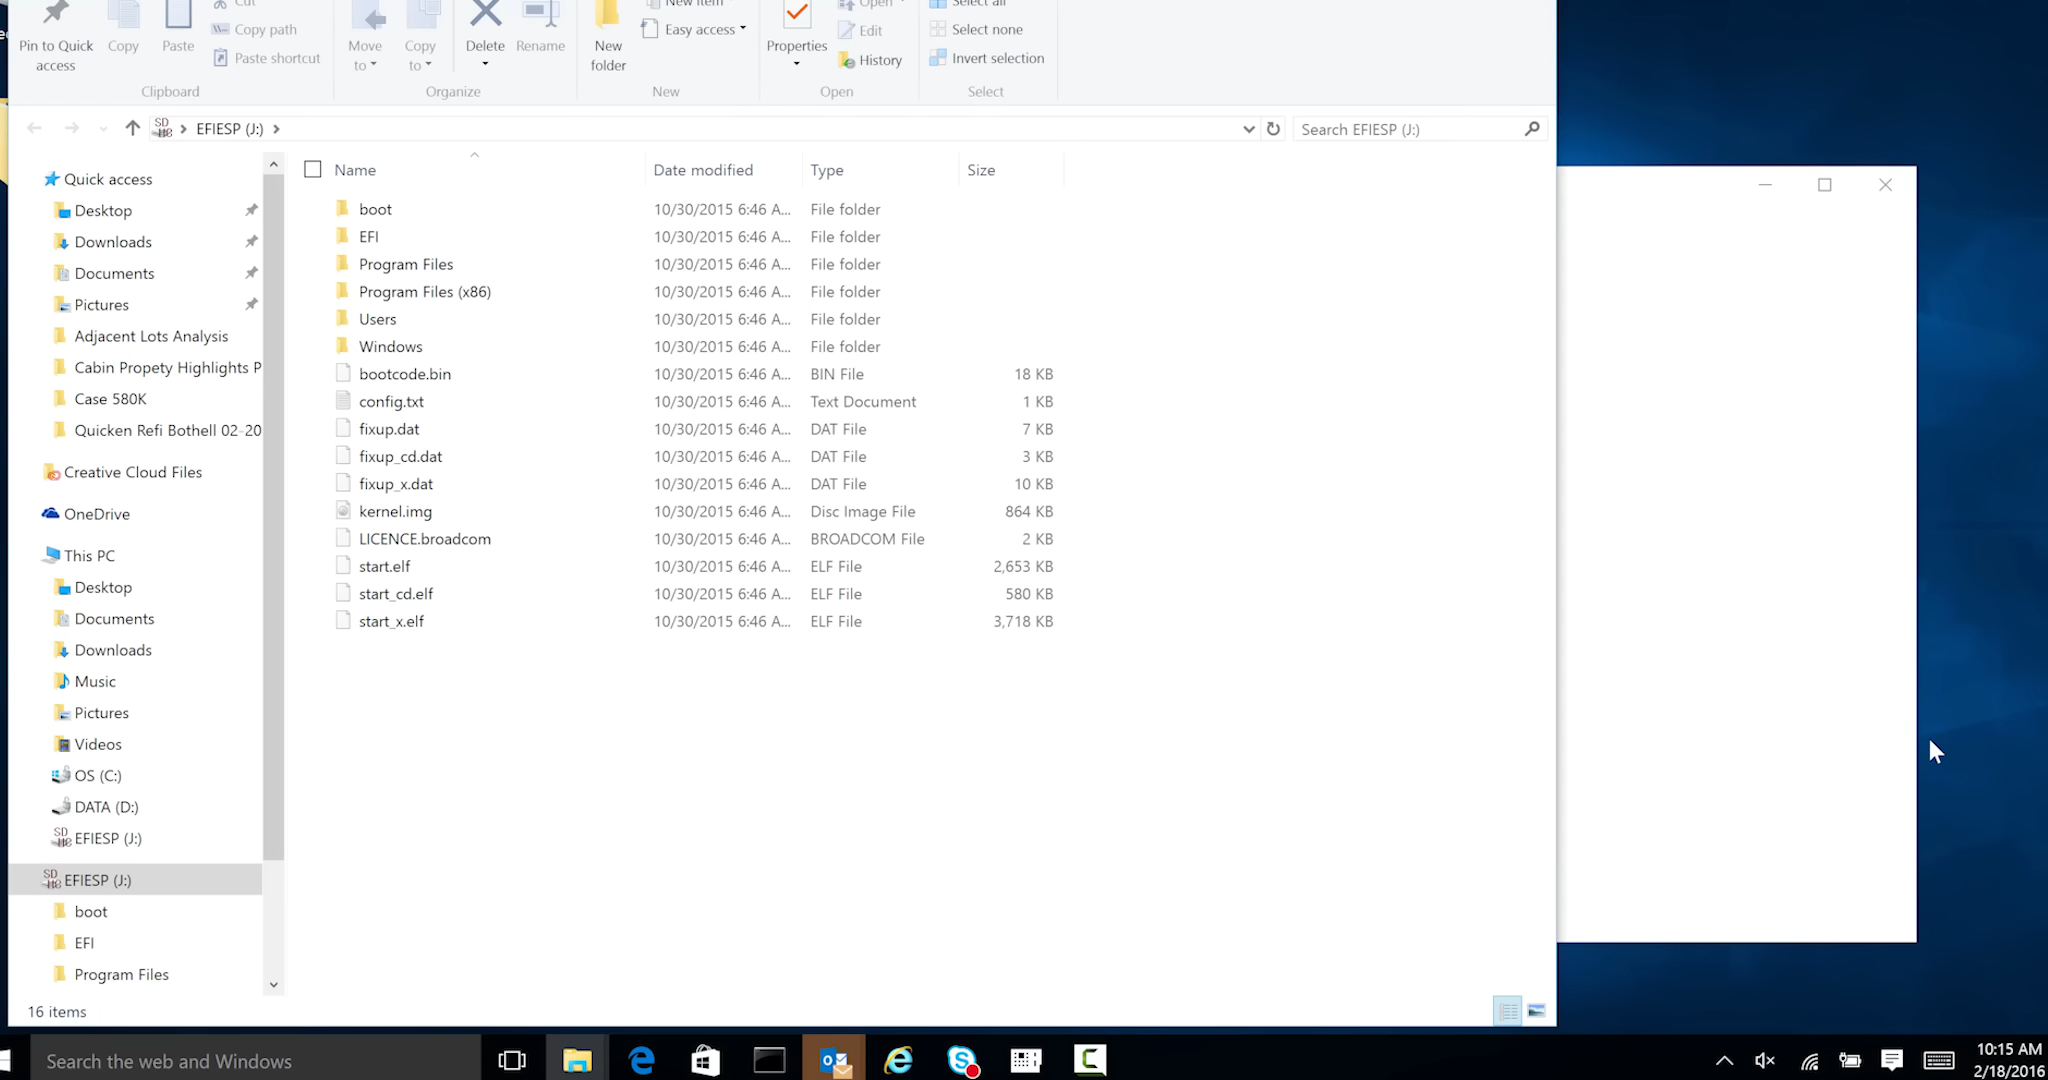 Cut
New item
Open
Select all
Copy path
Easy access
Edit
Select none
Pin to Quick access
Copy
Paste
Paste shortcut
Move to
Copy to
Delete
Rename
New folder
Properties
History
Invert selection
Clipboard
Organize
New
Open
Select
SD
EFIESP (J:)
Search EFIESP (J:)
Name
Date modified
Type
Size
boot 10/30/2015 6:46 A... File folder
EFI 10/30/2015 6:46 A... File folder
Program Files 10/30/2015 6:46 A... File folder
Program Files (x86) 10/30/2015 6:46 A... File folder
Users 10/30/2015 6:46 A... File folder
Windows 10/30/2015 6:46 A... File folder
bootcode.bin 10/30/2015 6:46 A... BIN File 18 KB
config.txt 10/30/2015 6:46 A... Text Document 1 KB
fixup.dat 10/30/2015 6:46 A... DAT File 7 KB
fixup_cd.dat 10/30/2015 6:46 A... DAT File 3 KB
fixup_x.dat 10/30/2015 6:46 A... DAT File 10 KB
kernel.img 10/30/2015 6:46 A... Disc Image File 864 KB
LICENCE.broadcom 10/30/2015 6:46 A... BROADCOM File 2 KB
start.elf 10/30/2015 6:46 A... ELF File 2,653 KB
start_cd.elf 10/30/2015 6:46 A... ELF File 580 KB
start_x.elf 10/30/2015 6:46 A... ELF File 3,718 KB
Quick access
Desktop
Downloads
Documents
Pictures
Adjacent Lots Analysis
Cabin Propety Highlights P
Case 580K
Quicken Refi Bothell 02-20
Creative Cloud Files
OneDrive
This PC
Desktop
Documents
Downloads
Music
Pictures
Videos
OS (C:)
DATA (D:)
SD
EFIESP (J:)
SD
EFIESP (J:)
boot
EFI
Program Files
16 items
Search the web and Windows
10:15 AM
2/18/2016